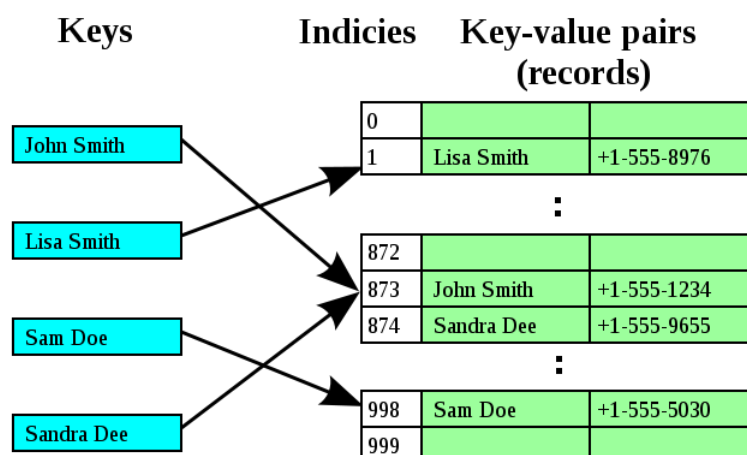 Keys
Indicies
Key-value pairs
(records)
John Smith
Lisa Smith
Sam Doe
Sandra Dee
0
1 Lisa Smith +1-555-8976
:
872
873 John Smith +1-555-1234
874 Sandra Dee +1-555-9655
:
998 Sam Doe +1-555-5030
999